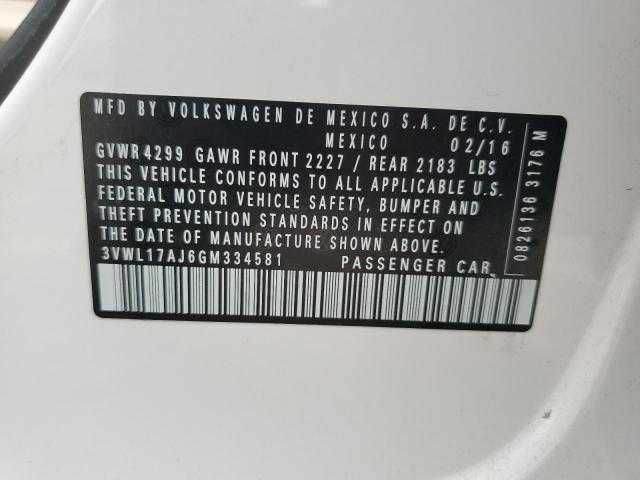 MFD BY VOLKSWAGEN DE MEXICO S.A. DE C.V.
MEXICO 02/16
GVWR 4299 GAWR FRONT 2227 / REAR 2183 LBS
THIS VEHICLE CONFORMS TO ALL APPLICABLE U.S.
FEDERAL MOTOR VEHICLE SAFETY, BUMPER AND
THEFT PREVENTION STANDARDS IN EFFECT ON
THE DATE OF MANUFACTURE SHOWN ABOVE.
3VWL17AJ6GM334581 PASSENGER CAR
0826136 3176 M